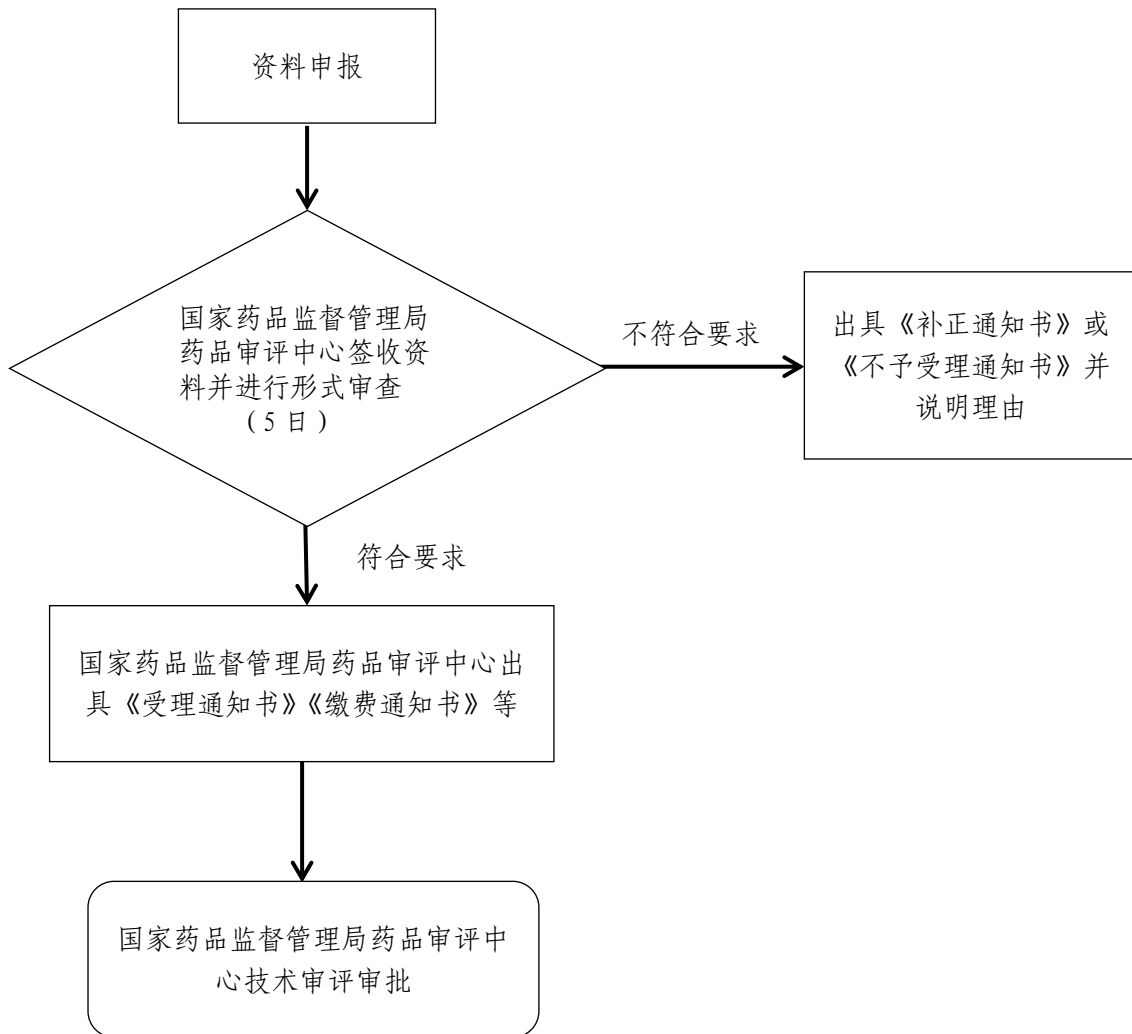 资料申报
国家药品监督管理局
药品审评中心签收资
料并进行形式审查
（5 日）
不符合要求
出具《补正通知书》或
《不予受理通知书》并
说明理由
符合要求
国家药品监督管理局药品审评中心出
具《受理通知书》《缴费通知书》等
国家药品监督管理局药品审评中
心技术审评审批